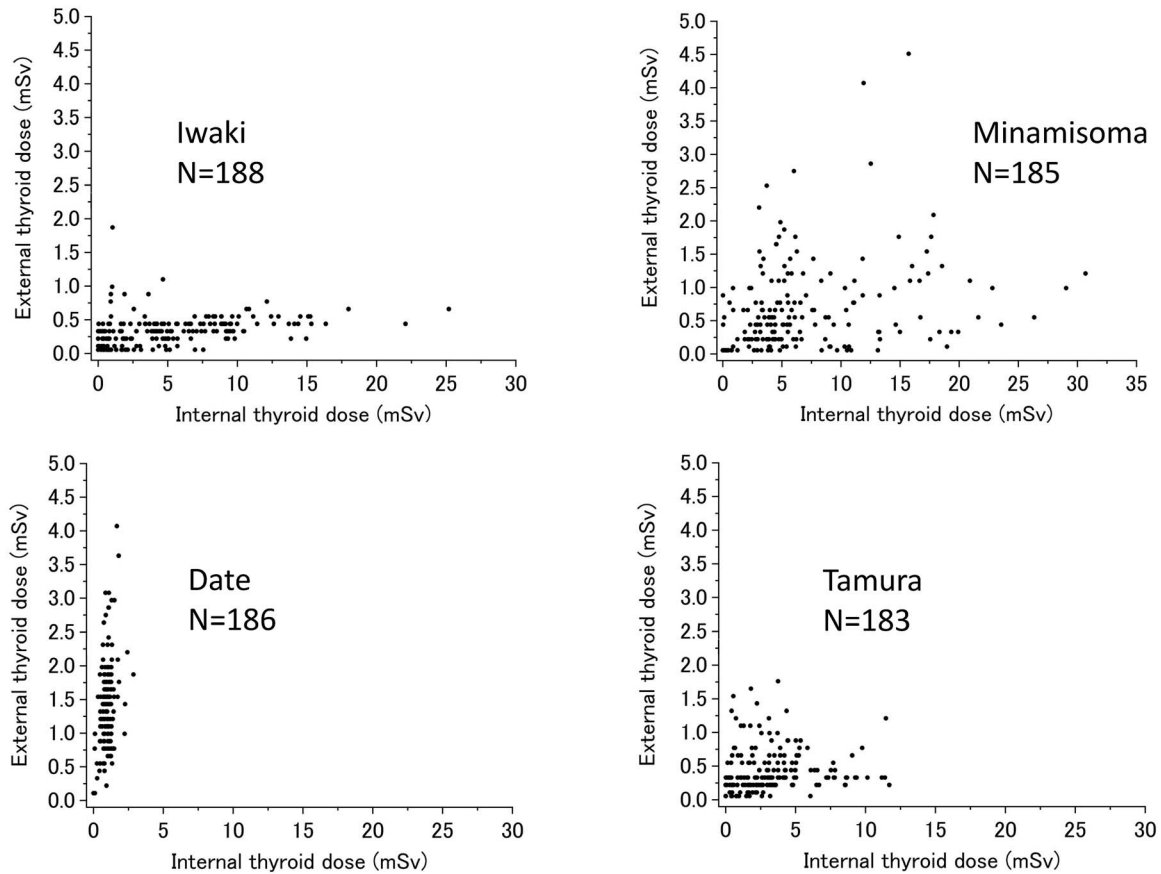 5.0
4.5
4.0
3.5
3.0
2.5
2.0
1.5
1.0
0.5
0.0
External thyroid dose (mSv)
Iwaki
N=188
0 5 10 15 20 25 30
Internal thyroid dose (mSv)
5.0
4.5
4.0
3.5
3.0
2.5
2.0
1.5
1.0
0.5
0.0
External thyroid dose (mSv)
Minamisoma
N=185
0 5 10 15 20 25 30 35
Internal thyroid dose (mSv)
5.0
4.5
4.0
3.5
3.0
2.5
2.0
1.5
1.0
0.5
0.0
External thyroid dose (mSv)
Date
N=186
0 5 10 15 20 25 30
Internal thyroid dose (mSv)
5.0
4.5
4.0
3.5
3.0
2.5
2.0
1.5
1.0
0.5
0.0
External thyroid dose (mSv)
Tamura
N=183
0 5 10 15 20 25 30
Internal thyroid dose (mSv)